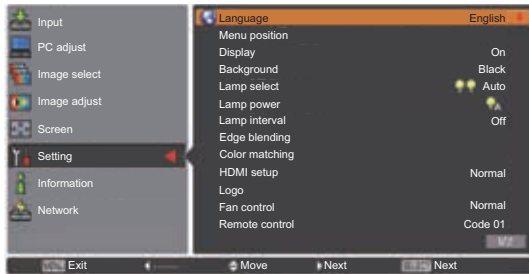 Input
PC adjust
Image select
Image adjust
Screen
Setting
Information
Network
Language English
Menu position
Display On
Background Black
Lamp select Auto
Lamp power A
Lamp interval Off
Edge blending
Color matching
HDMI setup Normal
Logo
Fan control Normal
Remote control Code 01
MENU Exit ----- Move Next SELECT Next